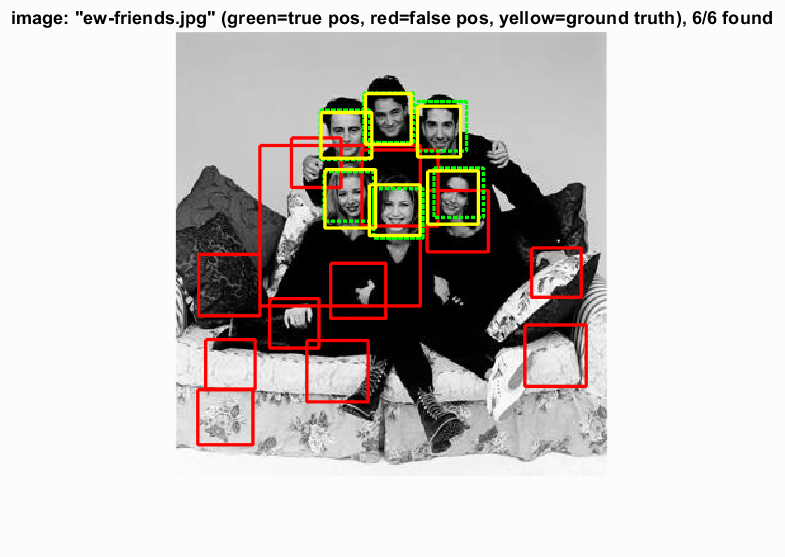 image: "ew-friends.jpg" (green=true pos, red=false pos, yellow=ground truth), 6/6 found